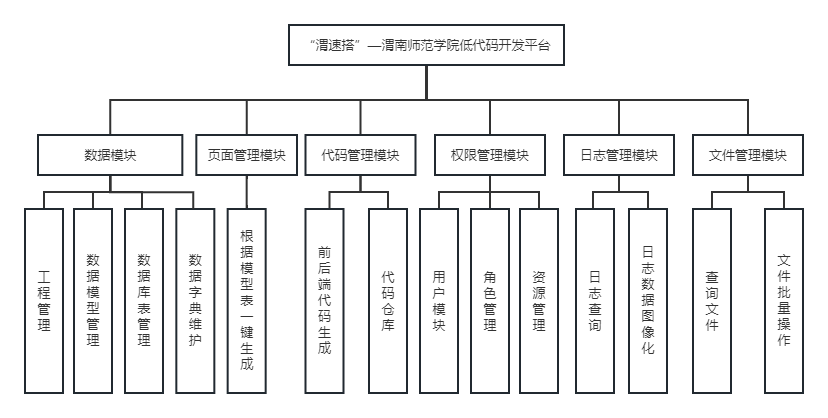 “渭速搭”—渭南师范学院低代码开发平台
数据模块
页面管理模块
代码管理模块
权限管理模块
日志管理模块
文件管理模块
工程管理
数据模型管理
数据库表管理
数据字典维护
根据模型表一键生成
前后端代码生成
代码仓库
用户模块
角色管理
资源管理
日志查询
日志数据图像化
查询文件
文件批量操作